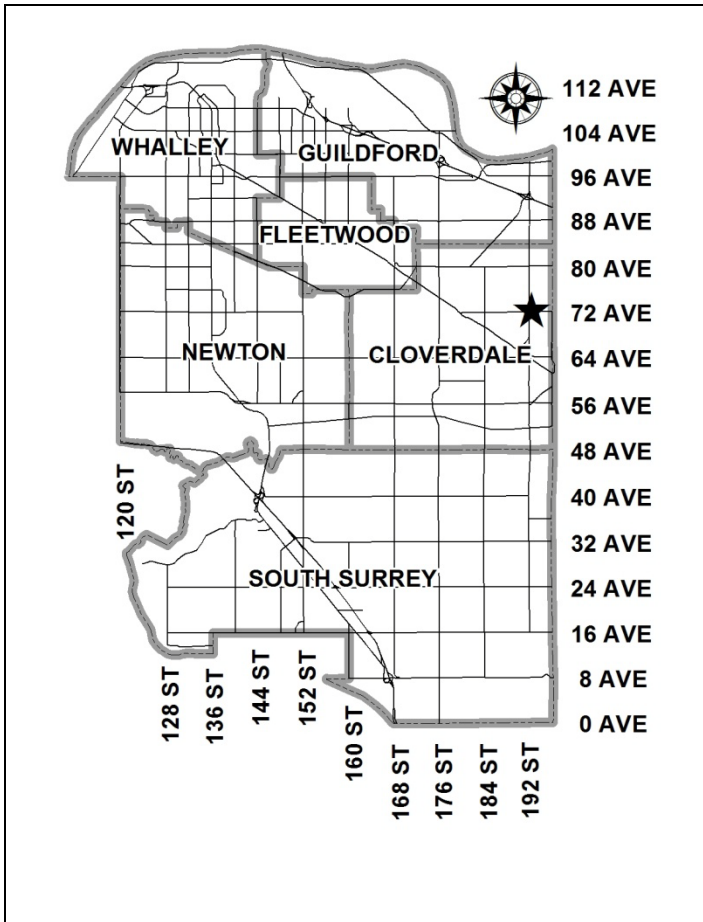 112 AVE
104 AVE
WHALLEY
GUILDFORD
96 AVE
88 AVE
FLEETWOOD
80 AVE
72 AVE
NEWTON
CLOVERDALE
64 AVE
56 AVE
48 AVE
120 ST
40 AVE
32 AVE
SOUTH SURREY
24 AVE
16 AVE
8 AVE
0 AVE
128 ST
136 ST
144 ST
152 ST
160 ST
168 ST
176 ST
184 ST
192 ST